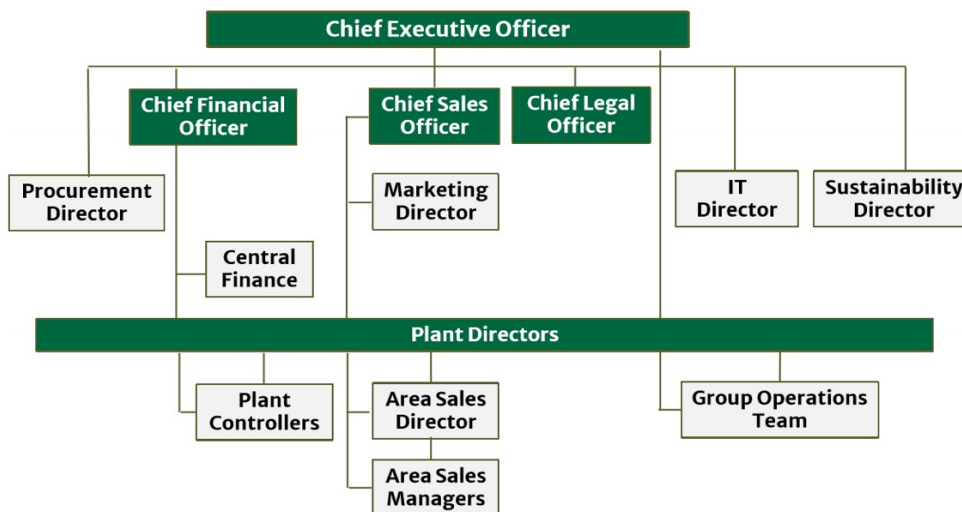 Chief Executive Officer
Chief Financial
Officer
Chief Sales
Officer
Chief Legal
Officer
Procurement
Director
Marketing
Director
IT
Director
Sustainability
Director
Central
Finance
Plant Directors
Plant
Controllers
Area Sales
Director
Group Operations
Team
Area Sales
Managers